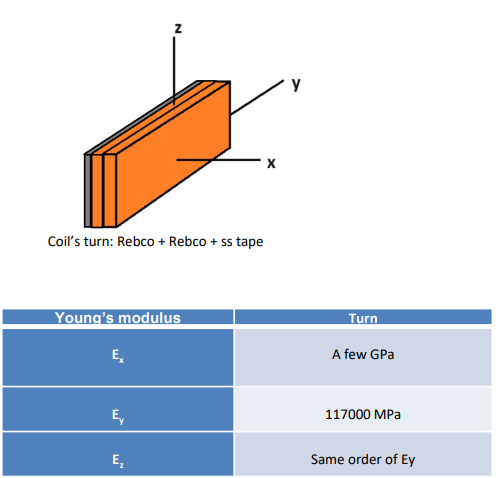 z
y
x
Coil's turn: Rebco + Rebco + ss tape
Young's modulus Turn
Ex A few GPa
Ey 117000 MPa
Ez Same order of Ey